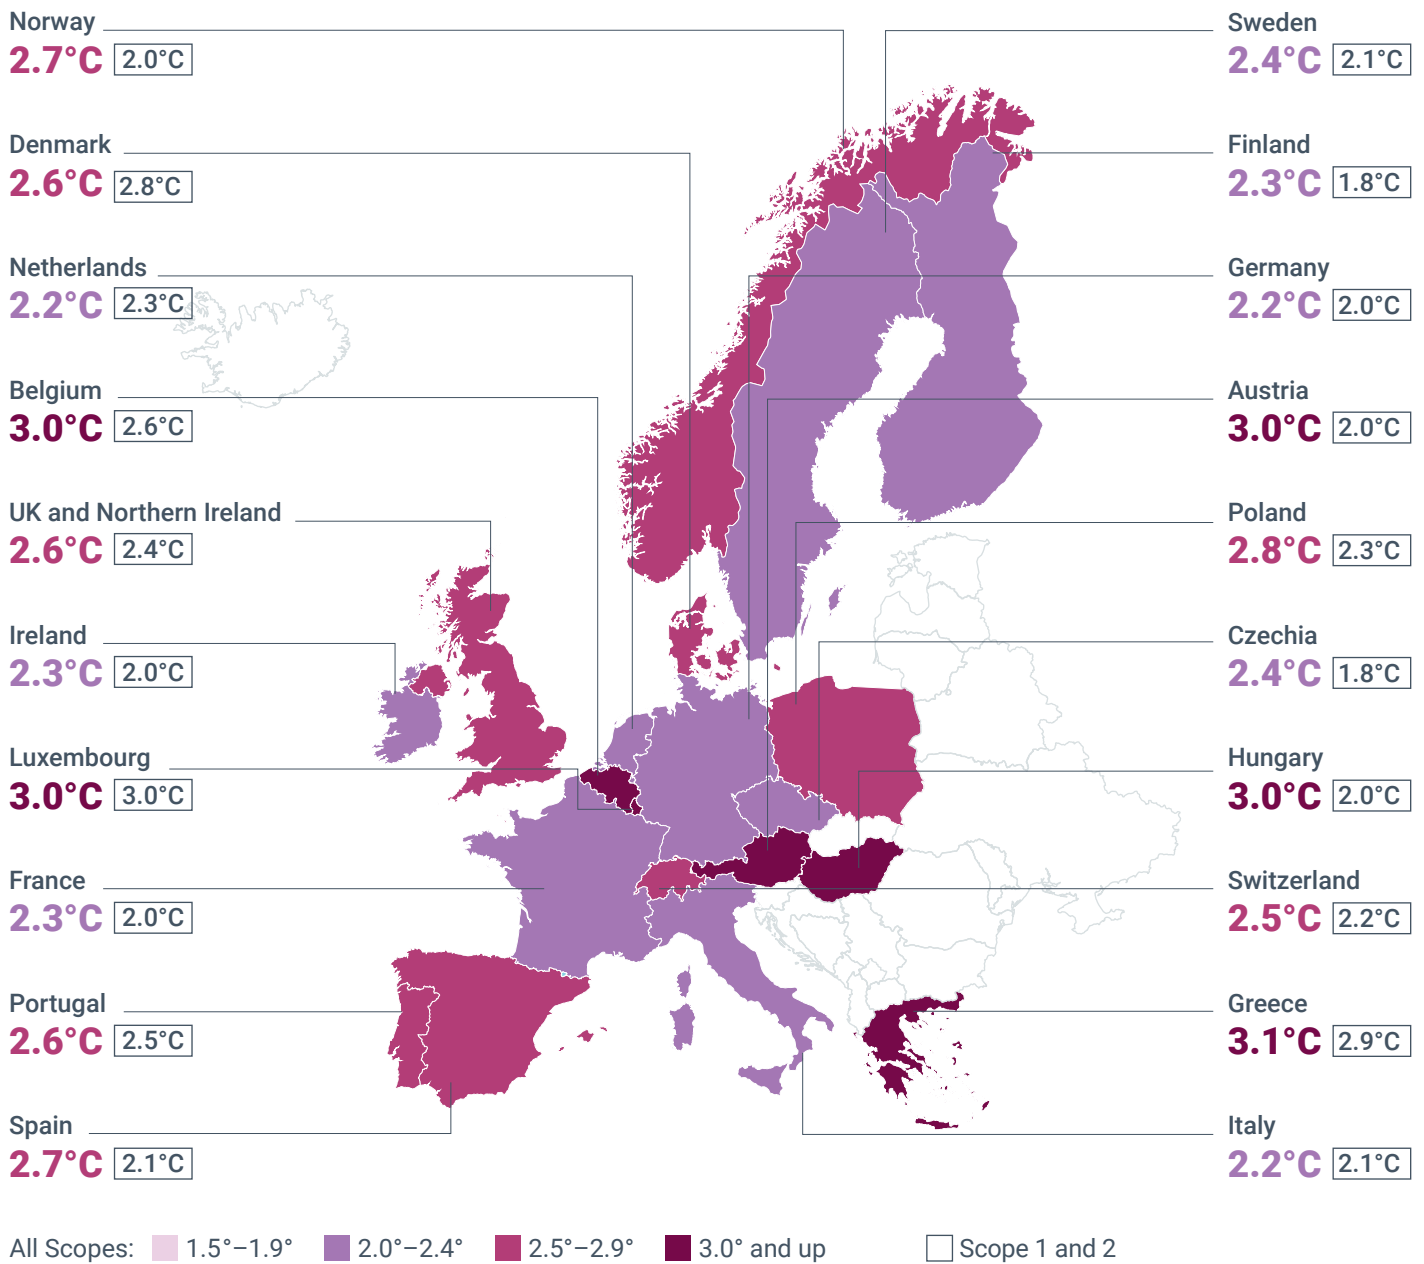 Norway
2.7°C 2.0°C
Denmark
2.6°C 2.8°C
Netherlands
2.2°C 2.3°C
Belgium
3.0°C 2.6°C
UK and Northern Ireland
2.6°C 2.4°C
Ireland
2.3°C 2.0°C
Luxembourg
3.0°C 3.0°C
France
2.3°C 2.0°C
Portugal
2.6°C 2.5°C
Spain
2.7°C 2.1°C
Sweden
2.4°C 2.1°C
Finland
2.3°C 1.8°C
Germany
2.2°C 2.0°C
Austria
3.0°C 2.0°C
Poland
2.8°C 2.3°C
Czechia
2.4°C 1.8°C
Hungary
3.0°C 2.0°C
Switzerland
2.5°C 2.2°C
Greece
3.1°C 2.9°C
Italy
2.2°C 2.1°C
All Scopes: 1.5°–1.9° 2.0°–2.4° 2.5°–2.9° 3.0° and up Scope 1 and 2